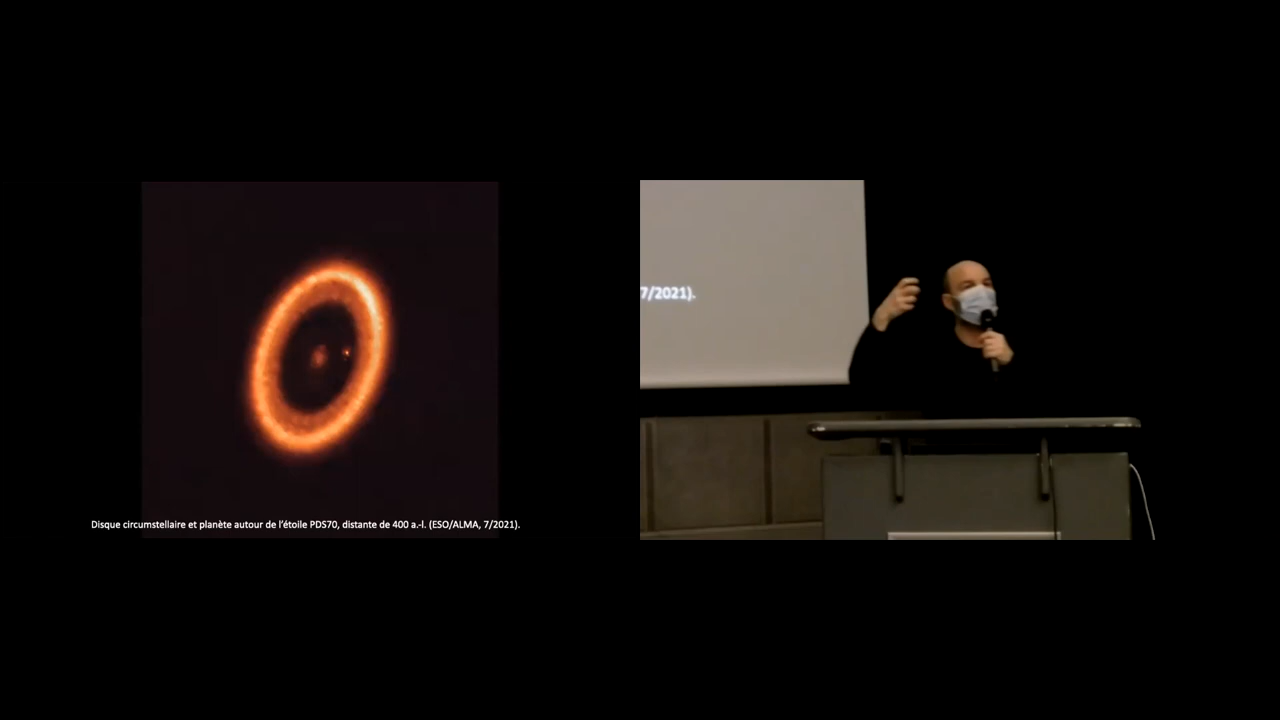 Disque circumstellaire et planète autour de l'étoile PDS70, distante de 400 a.-l. (ESO/ALMA, 7/2021).
7/2021).